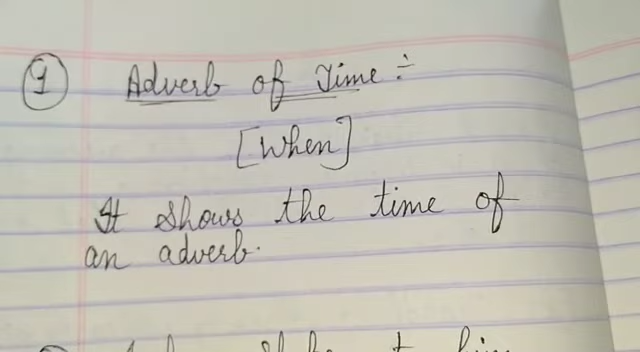 1 Adverb of Time ÷
[When]
It shows the time of
an adverb.